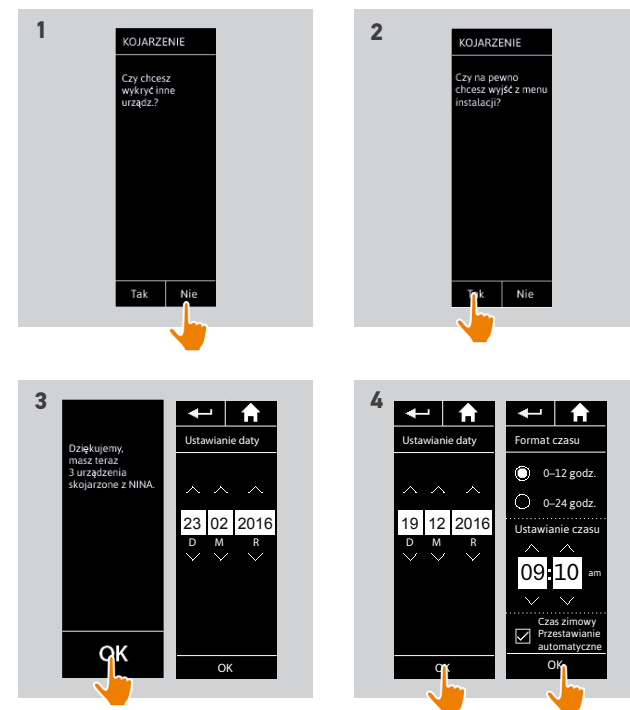 1
KOJARZENIE
Czy chcesz
wykryć inne
urządz.?
Tak Nie
2
KOJARZENIE
Czy na pewno
chcesz wyjść z menu
instalacji?
Tak Nie
3
Dziękujemy,
masz teraz
3 urządzenia
skojarzone z NINA.
OK
Ustawianie daty
23 02 2016
D M R
OK
4
Ustawianie daty
19 12 2016
D M R
OK
Format czasu
0–12 godz.
0–24 godz.
Ustawianie czasu
09:10 am
Czas zimowy
Przestawianie
automatyczne
OK